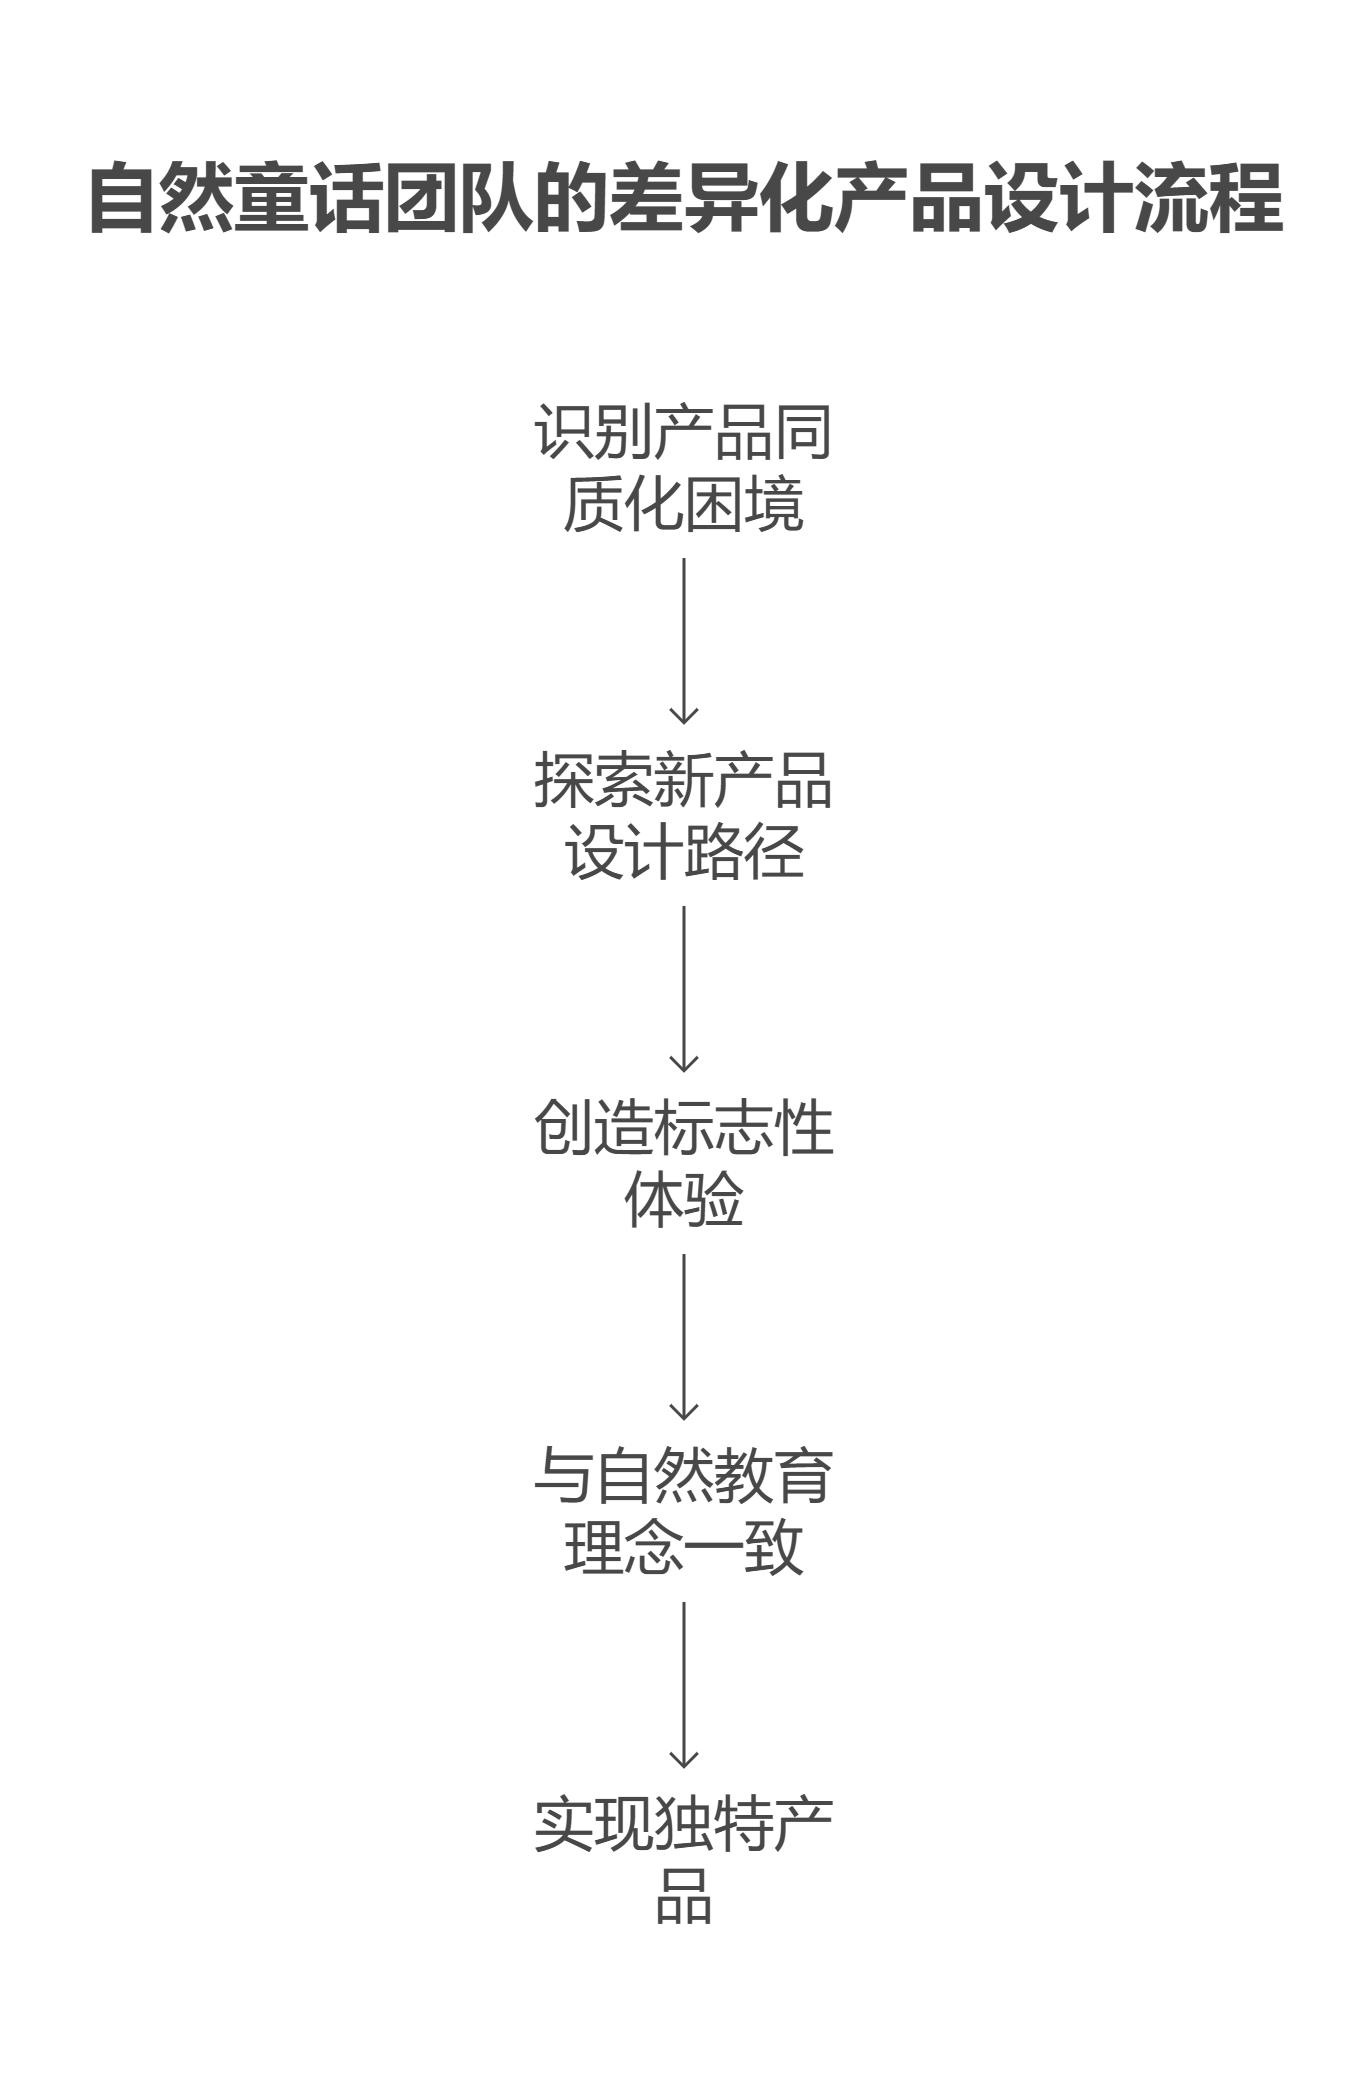 自然童话团队的差异化产品设计流程
识别产品同
质化困境
探索新产品
设计路径
创造标志性
体验
与自然教育
理念一致
实现独特产
品